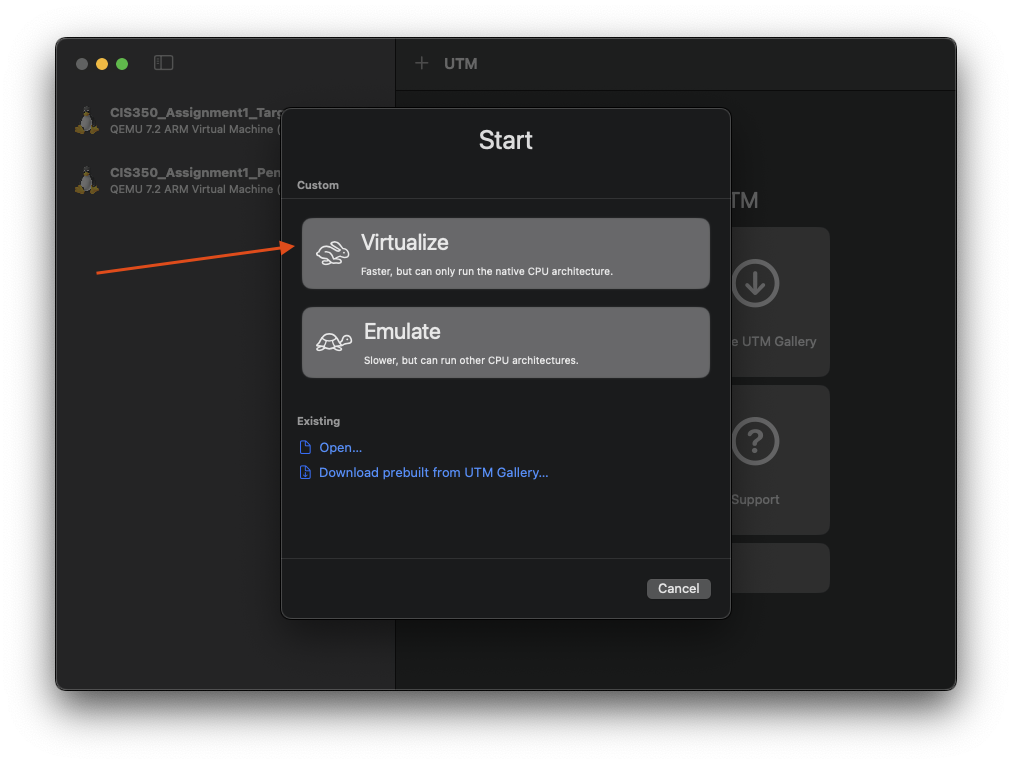 UTM
CIS350_Assignment1_Targ
QEMU 7.2 ARM Virtual Machine (
CIS350_Assignment1_Pen
QEMU 7.2 ARM Virtual Machine (
Start
Custom
Virtualize
Faster, but can only run the native CPU architecture.
Emulate
Slower, but can run other CPU architectures.
Existing
Open...
Download prebuilt from UTM Gallery...
Cancel
TM
e UTM Gallery
Support